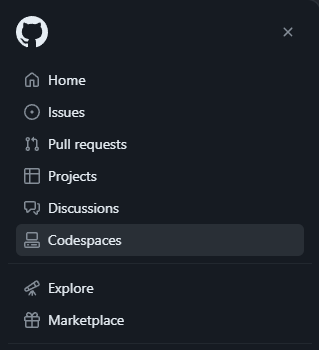 Home
Issues
Pull requests
Projects
Discussions
Codespaces
Explore
Marketplace